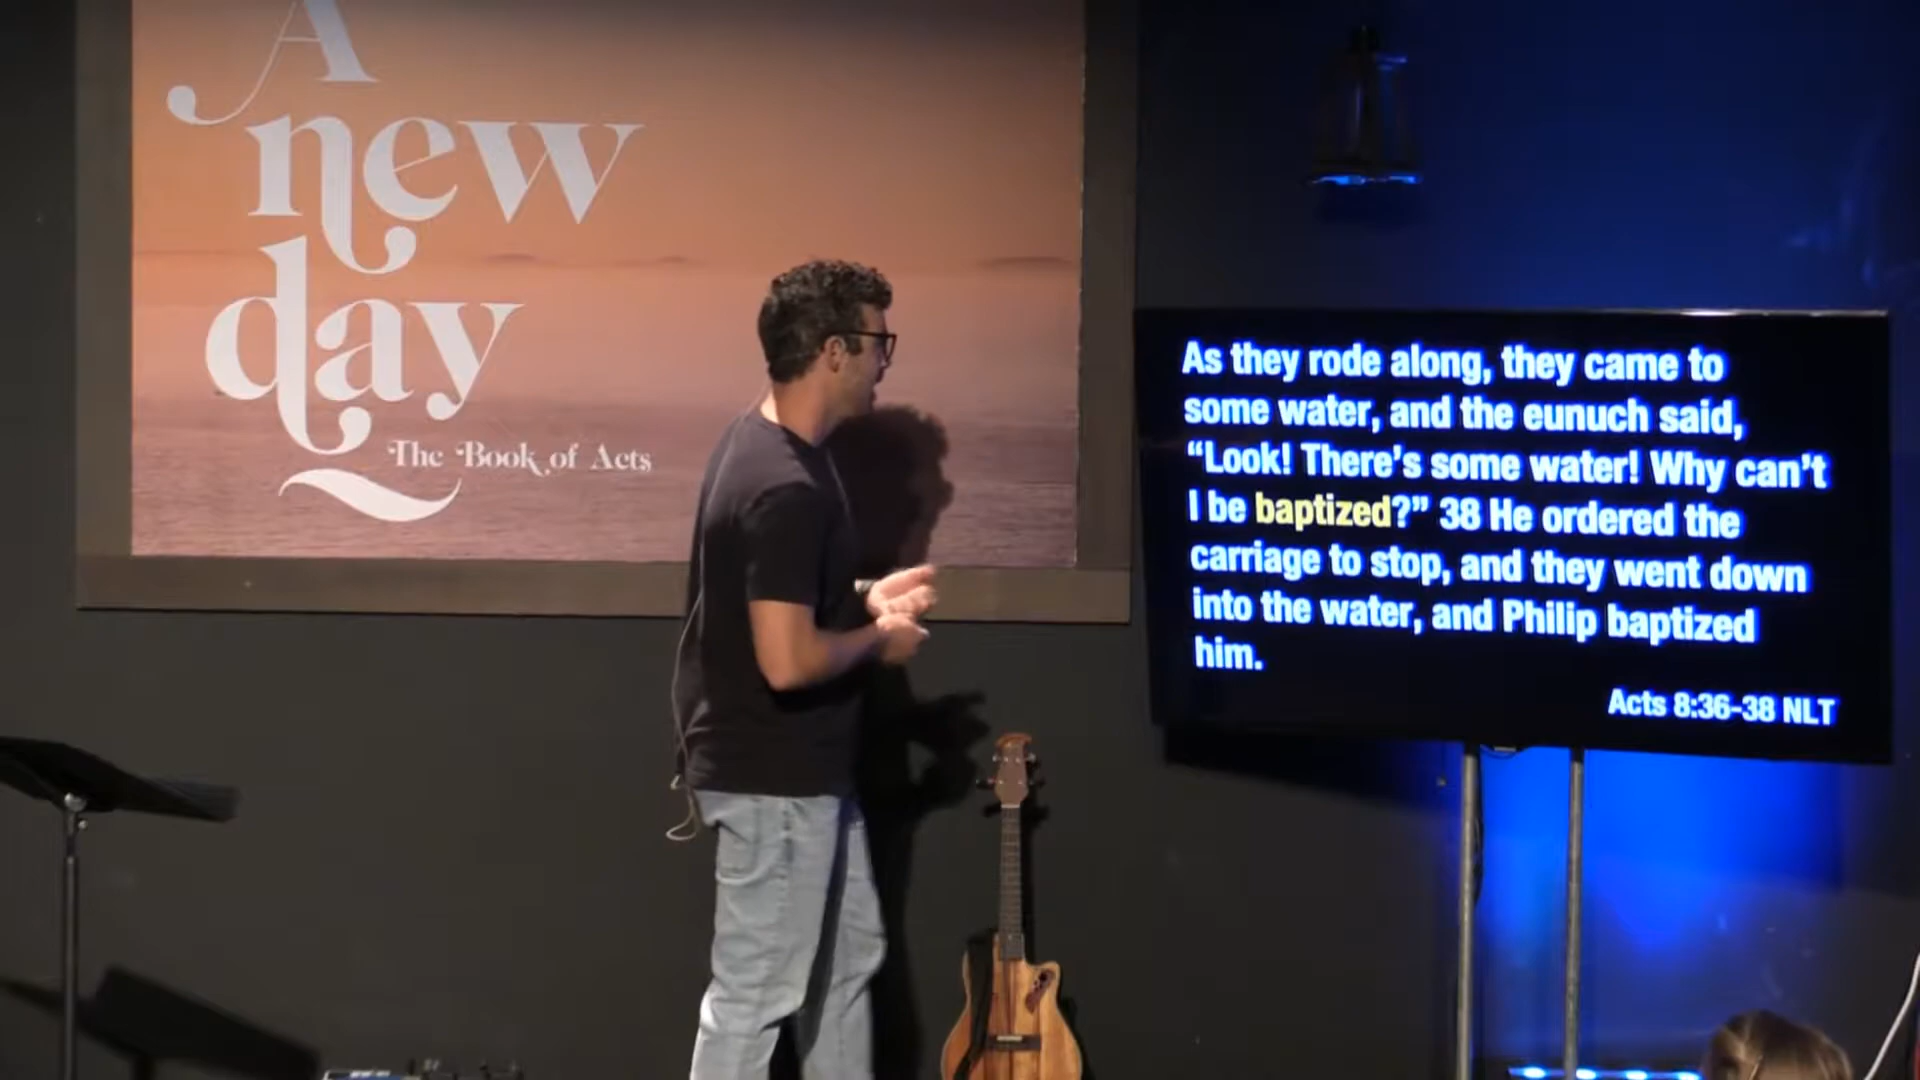 A
new
day
The Book of Acts
As they rode along, they came to
some water, and the eunuch said,
“Look! There’s some water! Why can’t
I be baptized?” 38 He ordered the
carriage to stop, and they went down
into the water, and Philip baptized
him.
Acts 8:36-38 NLT